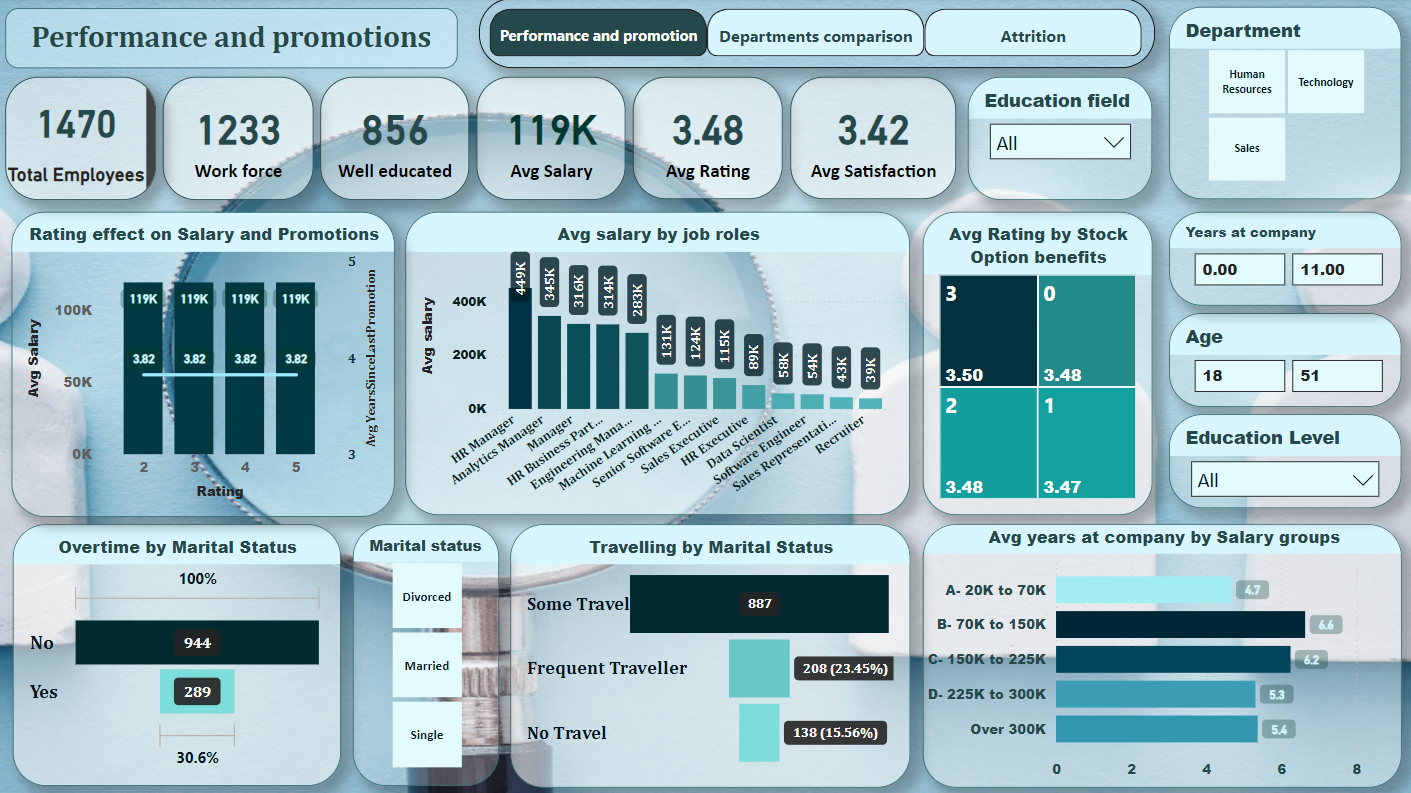 Performance and promotions
Performance and promotion
Departments comparison
Attrition
Department
Human
Resources
Technology
Sales
1470
Total Employees
1233
Work force
856
Well educated
119K
Avg Salary
3.48
Avg Rating
3.42
Avg Satisfaction
Education field
All
Rating effect on Salary and Promotions
Avg Salary
100K
50K
0K
119K
119K
119K
119K
3.82
3.82
3.82
3.82
5
4
3
Avg YearsSinceLastPromotion
2
3
4
5
Rating
Avg salary by job roles
Avg salary
400K
200K
0K
449K
345K
316K
314K
283K
131K
124K
115K
89K
58K
54K
43K
39K
HR Manager
Analytics Manager
Manager
HR Business Part...
Engineering Mana...
Machine Learning ...
Senior Software E...
Sales Executive
HR Executive
Data Scientist
Software Engineer
Sales Representati...
Recruiter
Avg Rating by Stock
Option benefits
3
3.50
0
3.48
2
3.48
1
3.47
Years at company
0.00
11.00
Age
18
51
Education Level
All
Overtime by Marital Status
100%
No
944
Yes
289
30.6%
Marital status
Divorced
Married
Single
Travelling by Marital Status
Some Travel
887
Frequent Traveller
208 (23.45%)
No Travel
138 (15.56%)
Avg years at company by Salary groups
A- 20K to 70K
4.7
B- 70K to 150K
6.6
C- 150K to 225K
6.2
D- 225K to 300K
5.3
Over 300K
5.4
0
2
4
6
8